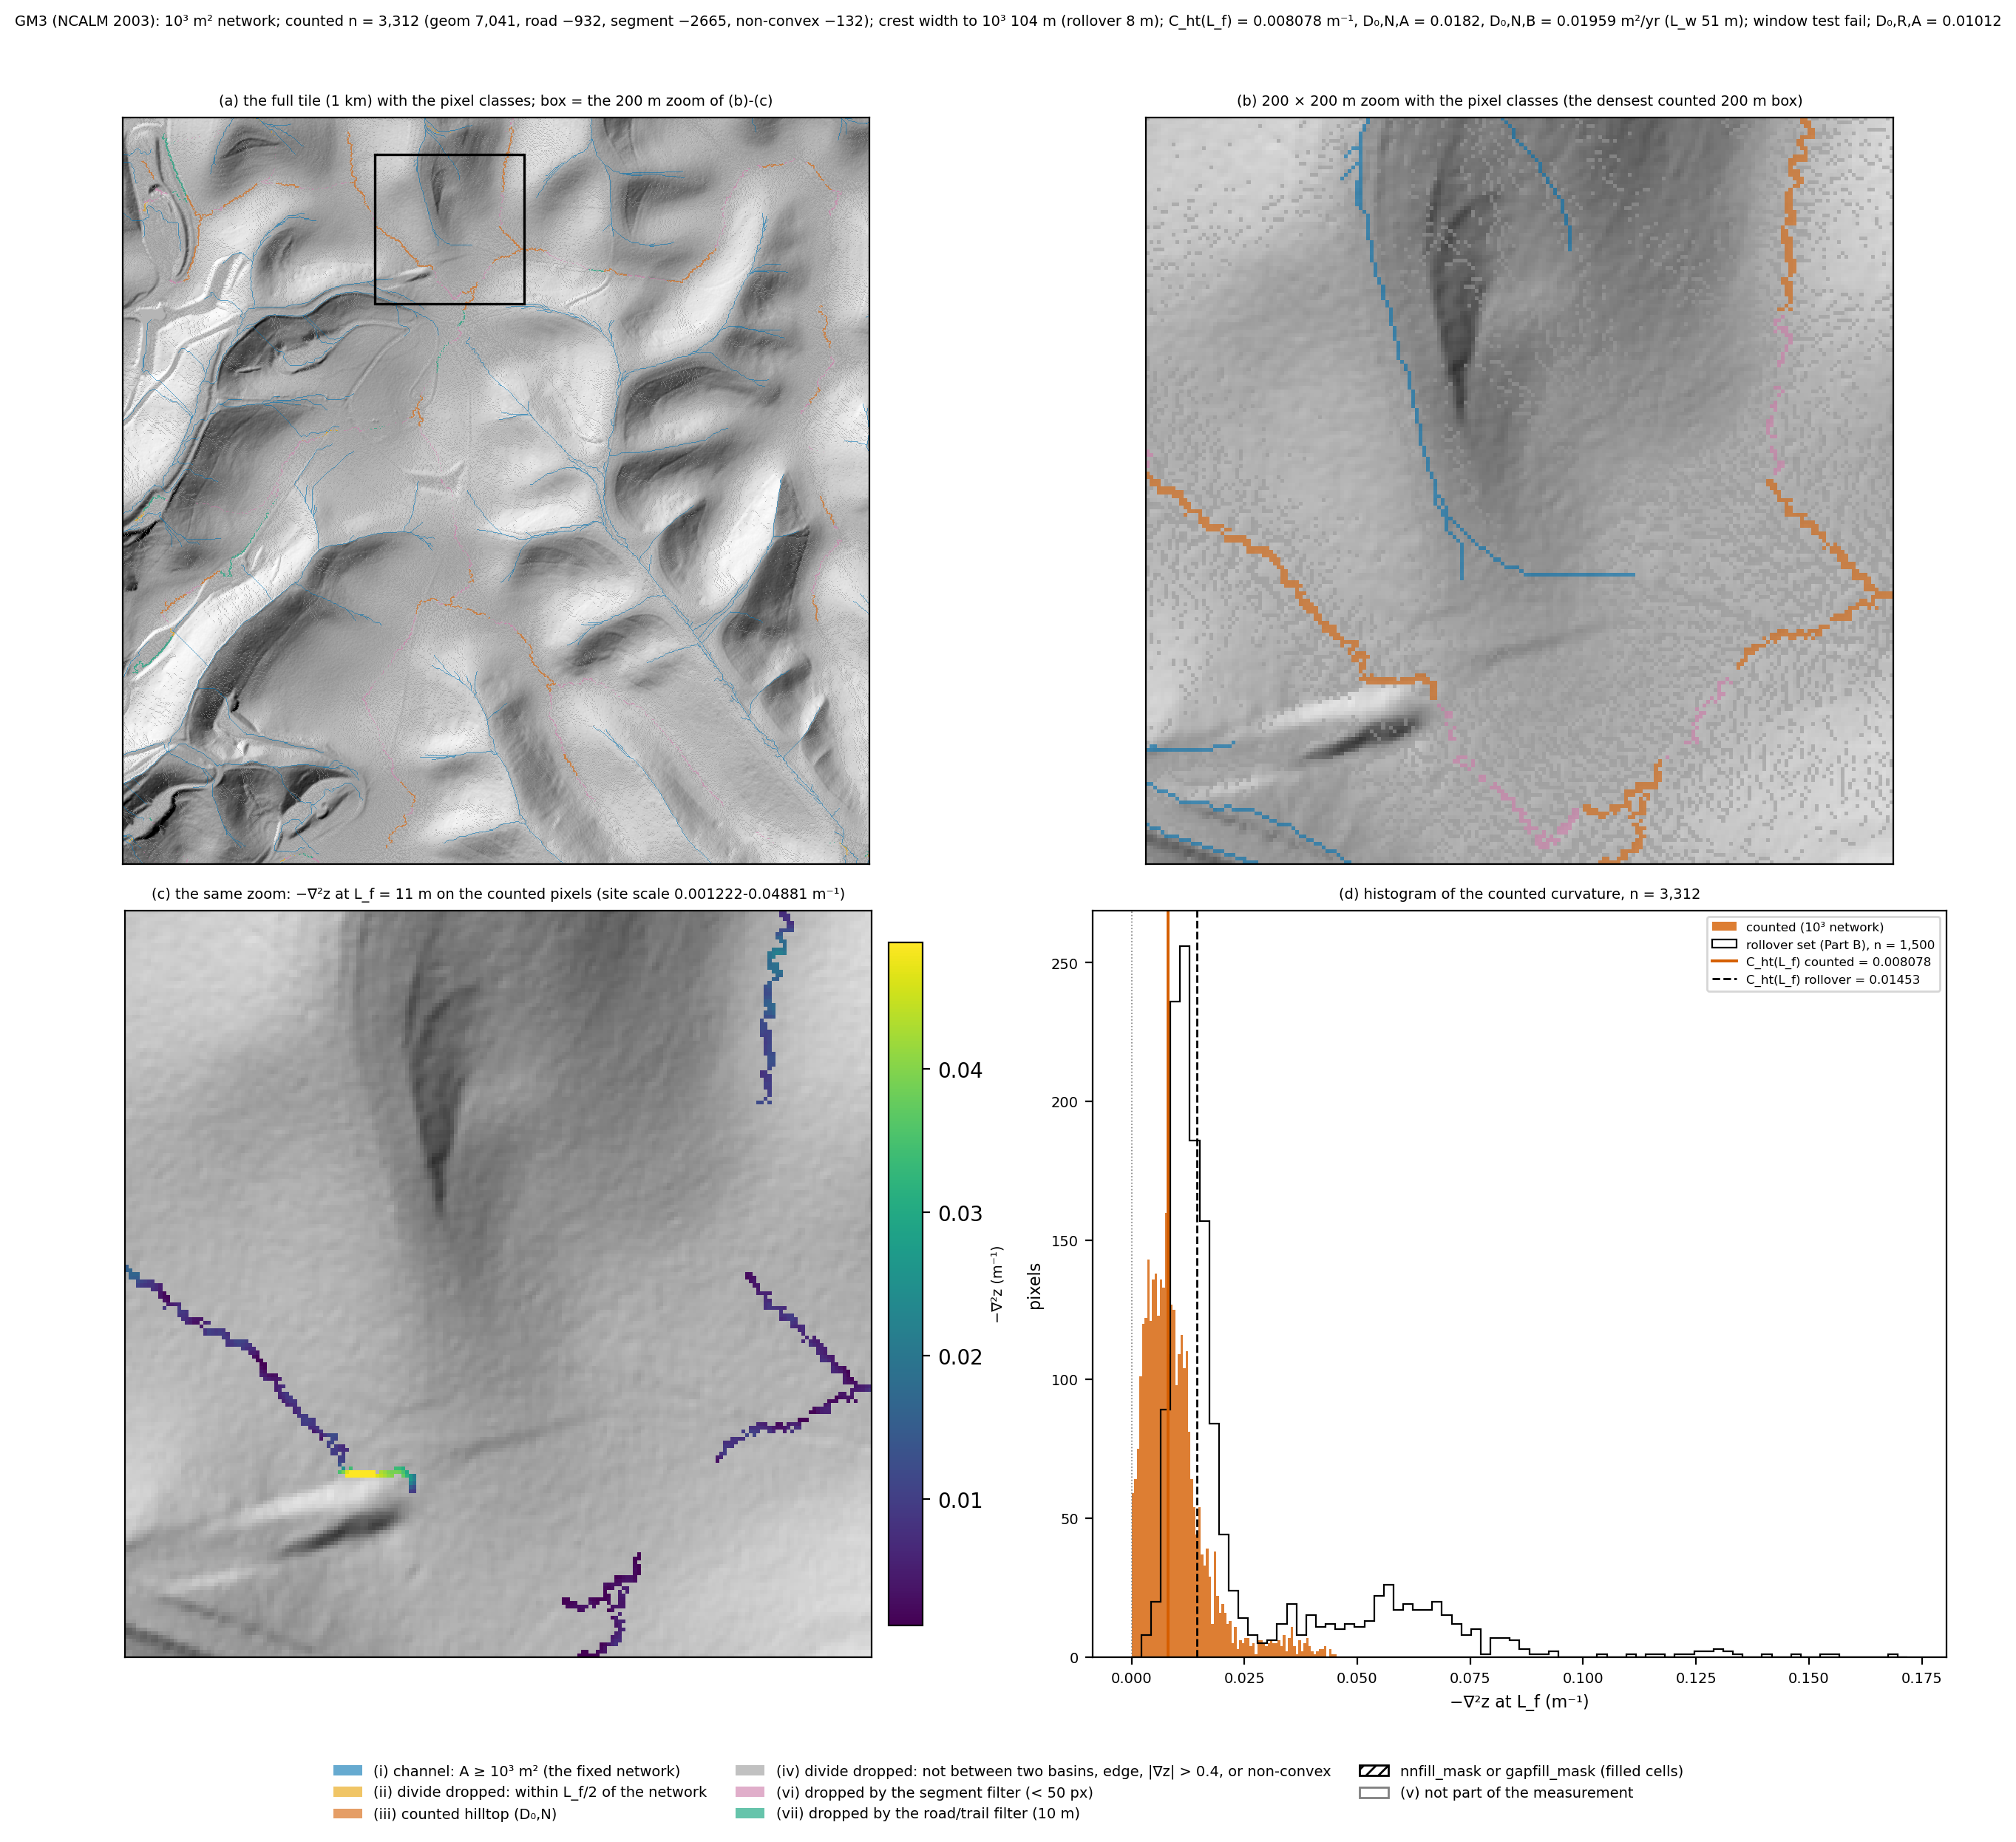 GM3 (NCALM 2003): 10³ m² network; counted n = 3,312 (geom 7,041, road −932, segment −2665, non-convex −132); crest width to 10³ 104 m (rollover 8 m); C_ht(L_f) = 0.008078 m⁻¹, D₀,N,A = 0.0182, D₀,N,B = 0.01959 m²/yr (L_w 51 m); window test fail; D₀,R,A = 0.01012
(a) the full tile (1 km) with the pixel classes; box = the 200 m zoom of (b)-(c)
(b) 200 × 200 m zoom with the pixel classes (the densest counted 200 m box)
(c) the same zoom: −∇²z at L_f = 11 m on the counted pixels (site scale 0.001222-0.04881 m⁻¹)
0.04
0.03
0.02
0.01
−∇²z (m⁻¹)
(d) histogram of the counted curvature, n = 3,312
counted (10³ network)
rollover set (Part B), n = 1,500
C_ht(L_f) counted = 0.008078
C_ht(L_f) rollover = 0.01453
250
200
150
100
50
0
pixels
0.000
0.025
0.050
0.075
0.100
0.125
0.150
0.175
−∇²z at L_f (m⁻¹)
(i) channel: A ≥ 10³ m² (the fixed network)
(ii) divide dropped: within L_f/2 of the network
(iii) counted hilltop (D₀,N)
(iv) divide dropped: not between two basins, edge, |∇z| > 0.4, or non-convex
(vi) dropped by the segment filter (< 50 px)
(vii) dropped by the road/trail filter (10 m)
nnfill_mask or gapfill_mask (filled cells)
(v) not part of the measurement